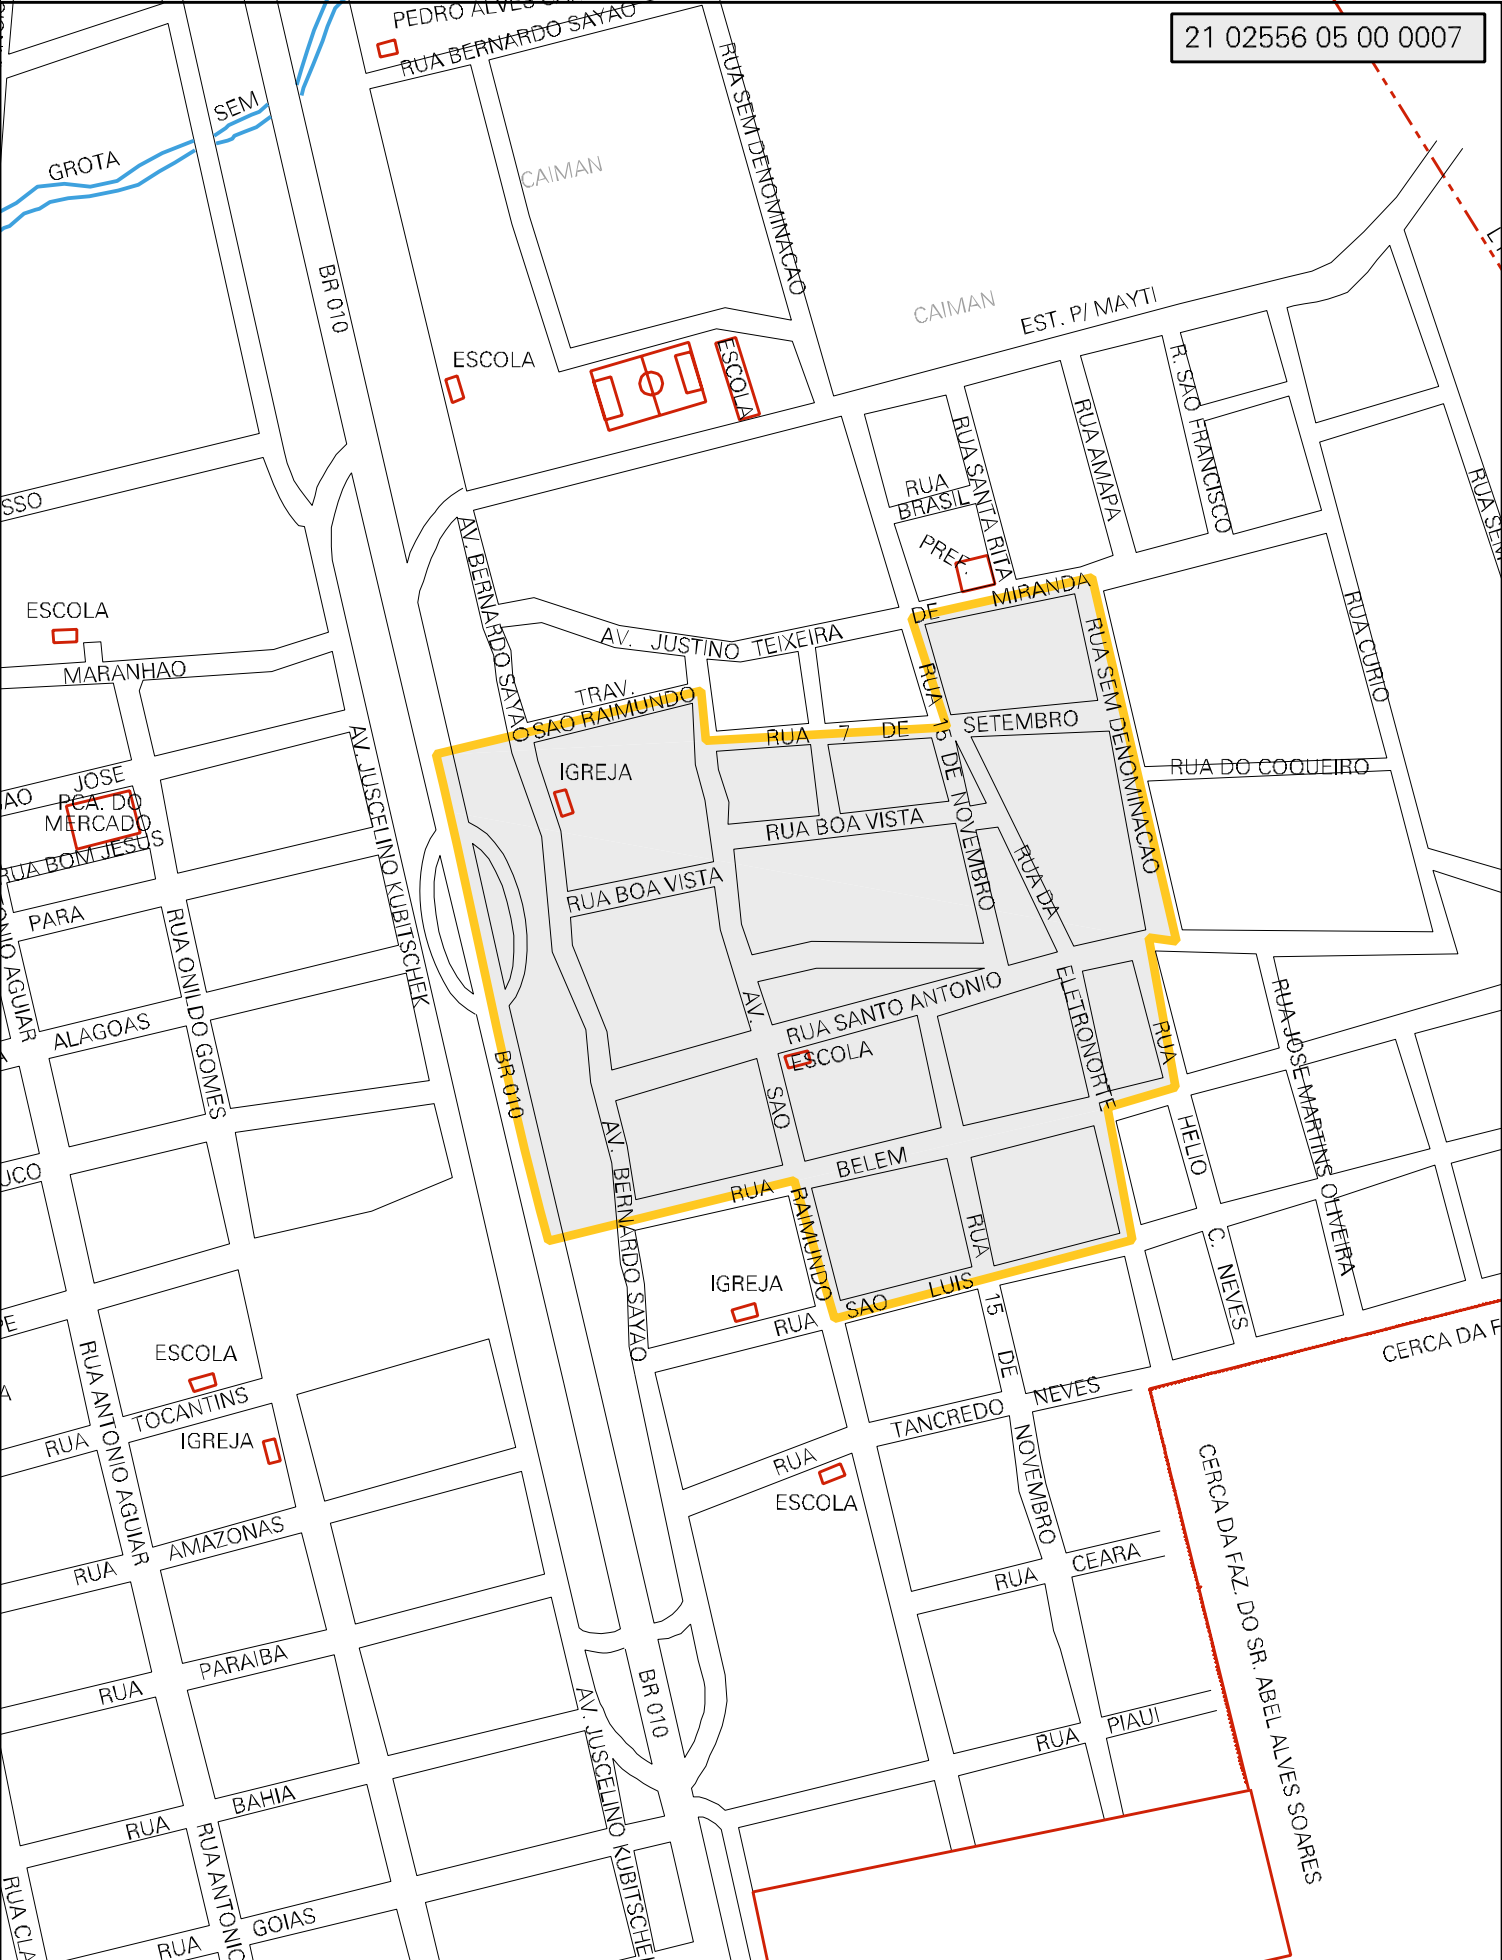 21 02556 05 00 0007
RUA BERNARDO SAYAO
RUA SEM DENOMINACAO
SEM
GROTA
CAIMAN
BR 010
CAIMAN
EST. P/ MAYTI
ESCOLA
ESCOLA
R. SAO FRANCISCO
RUA AMAPA
RUA SANTA RITA
RUA
BRASIL
PREF.
SSO
RUA SEM
AV. BERNARDO SAYAO
ESCOLA
MARANHAO
AV. JUSTINO TEIXEIRA
DE MIRANDA
RUA CURIO
RUA SEM DENOMINACAO
TRAV.
SAO RAIMUNDO
RUA 7 DE SETEMBRO
RUA 15 DE NOVEMBRO
RUA DO COQUEIRO
IGREJA
JOSE
AO
PCA. DO
MERCADO
RUA BOM JESUS
AV. JUSCELINO KUBITSCHEK
RUA BOA VISTA
RUA BOA VISTA
RUA DA
ELETRONORTE
PARA
RUA ONILDO GOMES
ONIO AGUIAR
ALAGOAS
AV.
SAO
RAIMUNDO
RUA SANTO ANTONIO
ESCOLA
BR 010
AV. BERNARDO SAYAO
RUA
HELIO
C. NEVES
RUA JOSE MARTINS OLIVEIRA
UCO
RUA
BELEM
RUA
15
DE
NOVEMBRO
IGREJA
RUA
SAO
LUIS
PE
A
ESCOLA
RUA
TOCANTINS
RUA ANTONIO AGUIAR
IGREJA
CERCA DA F
RUA
TANCREDO
NEVES
ESCOLA
CERCA DA FAZ. DO SR. ABEL ALVES SOARES
RUA
AMAZONAS
RUA
CEARA
RUA
PARAIBA
BR 010
AV. JUSCELINO KUBITSCHEK
RUA
PIAUI
RUA
BAHIA
RUA ANTONIO
RUA CLA
RUA
GOIAS